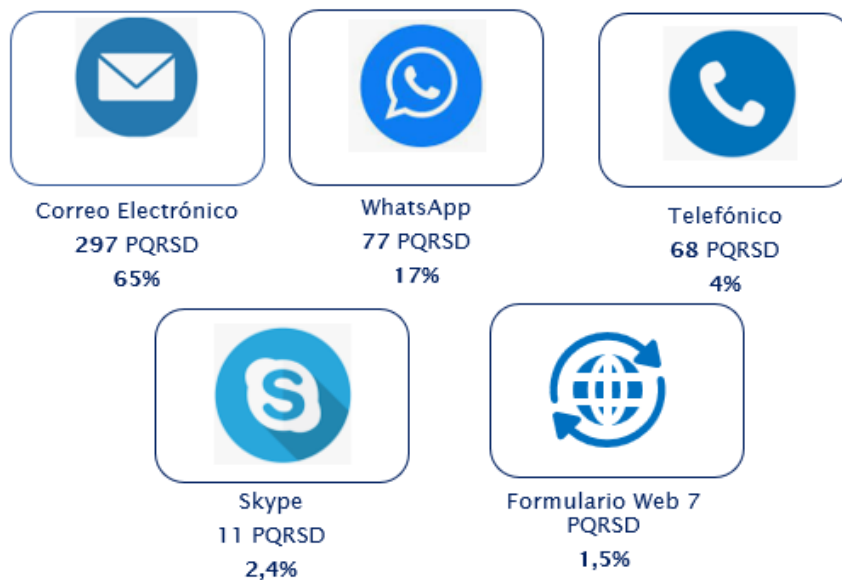 Correo Electrónico
297 PQRSD
65%
WhatsApp
77 PQRSD
17%
Telefónico
68 PQRSD
4%
Skype
11 PQRSD
2,4%
Formulario Web 7
PQRSD
1,5%